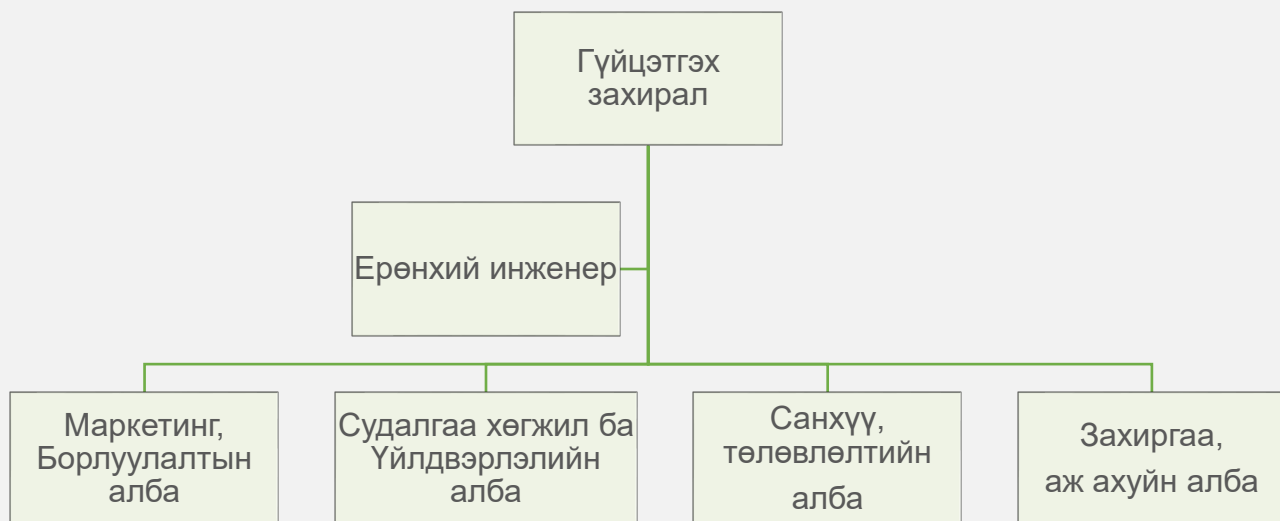 Гүйцэтгэх
захирал
Ерөнхий инженер
Маркетинг,
Борлуулалтын
алба
Судалгаа хөгжил ба
Үйлдвэрлэлийн
алба
Санхүү,
төлөвлөлтийн
алба
Захиргаа,
аж ахуйн алба